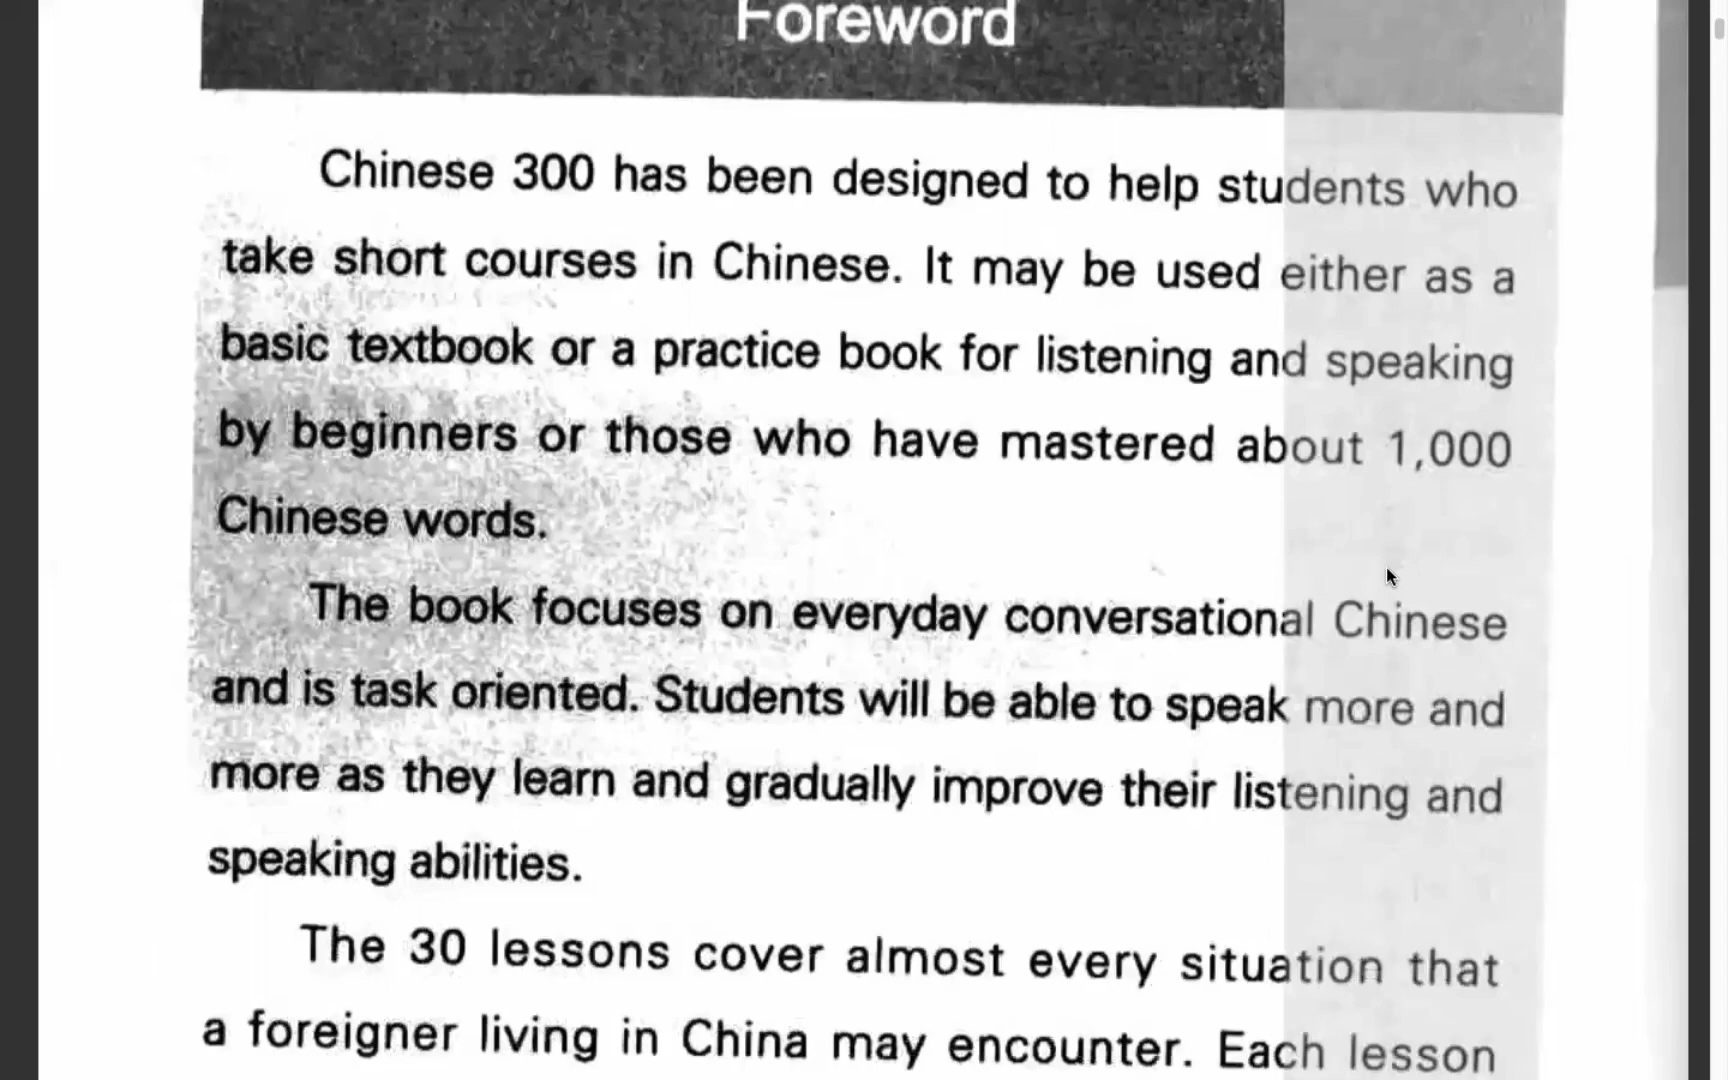 Foreword
Chinese 300 has been designed to help students who
take short courses in Chinese. It may be used either as a
basic textbook or a practice book for listening and speaking
by beginners or those who have mastered about 1,000
Chinese words.
The book focuses on everyday conversational Chinese
and is task oriented. Students will be able to speak more and
more as they learn and gradually improve their listening and
speaking abilities.
The 30 lessons cover almost every situation that
a foreigner living in China may encounter. Each lesson